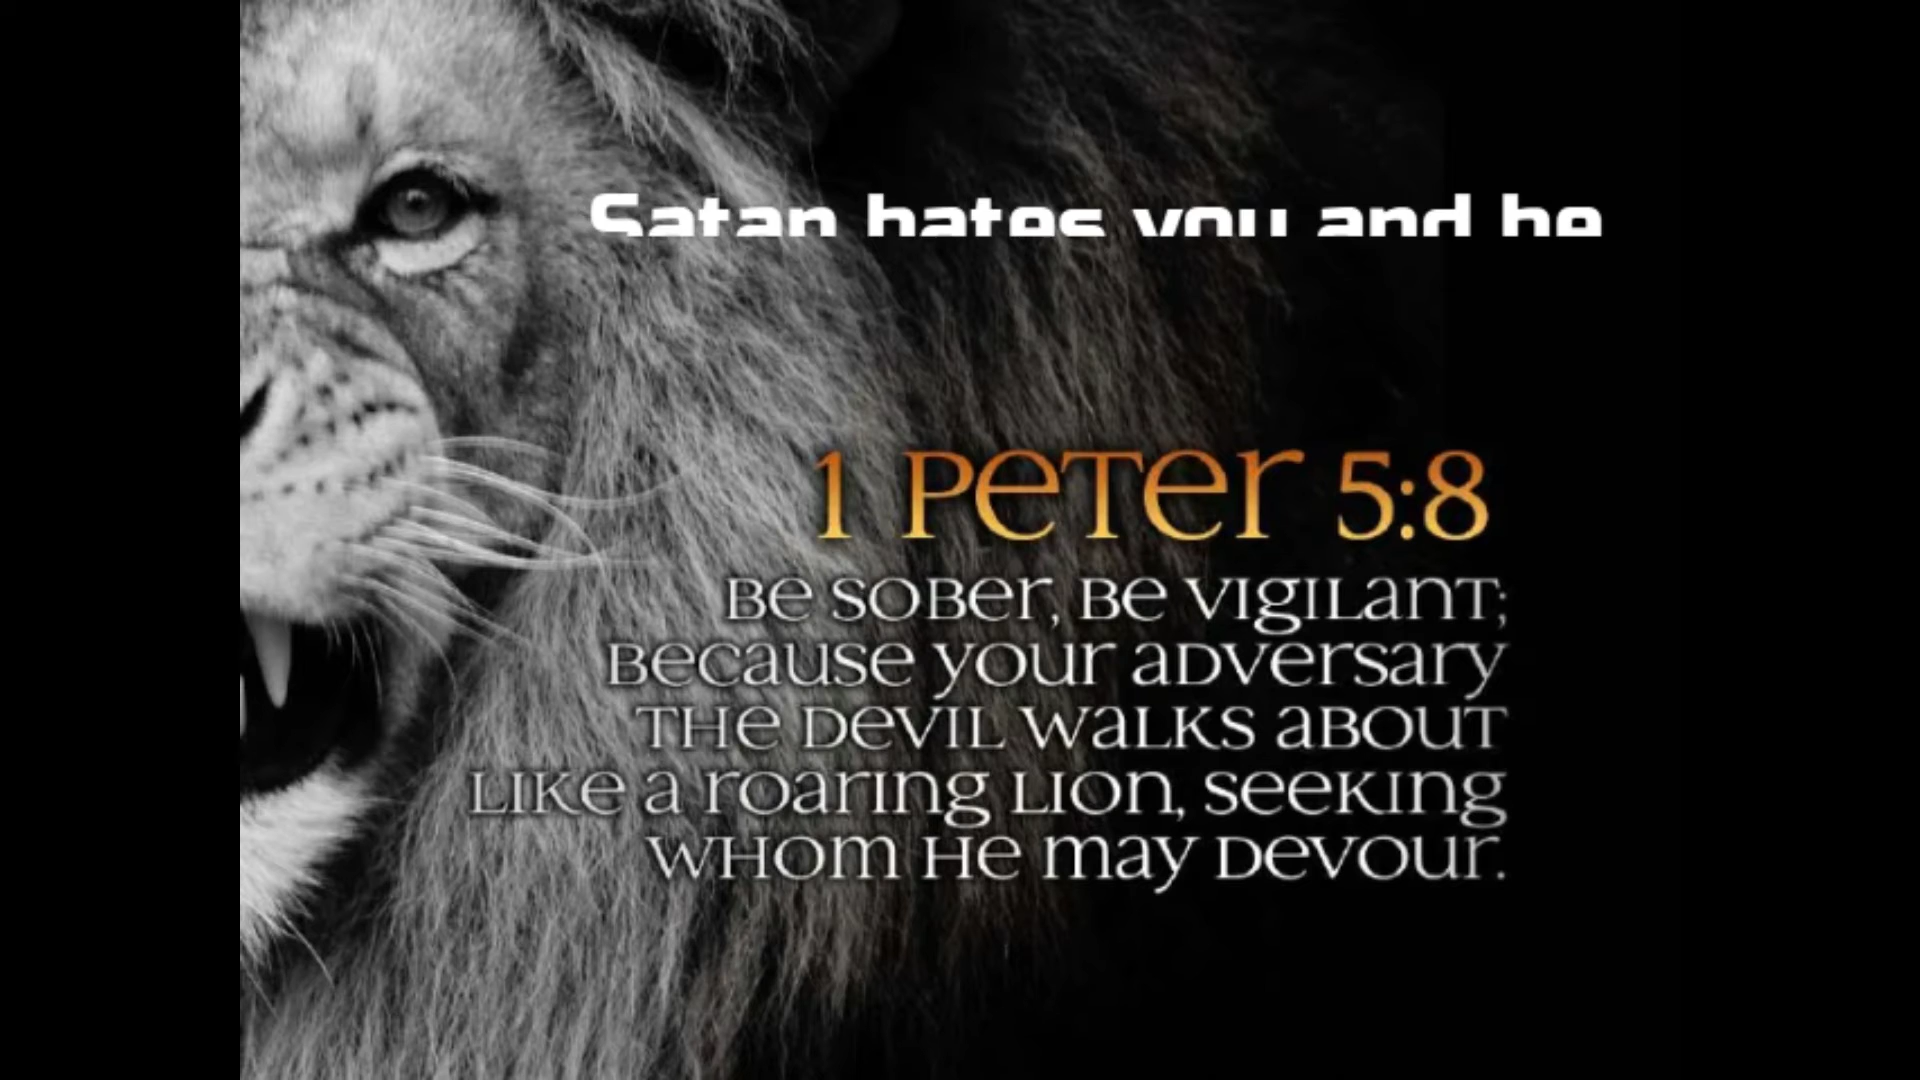 Satan hates you and he
1 Peter 5:8
Be sober, be vigilant;
because your adversary
the devil walks about
like a roaring lion, seeking
whom he may devour.